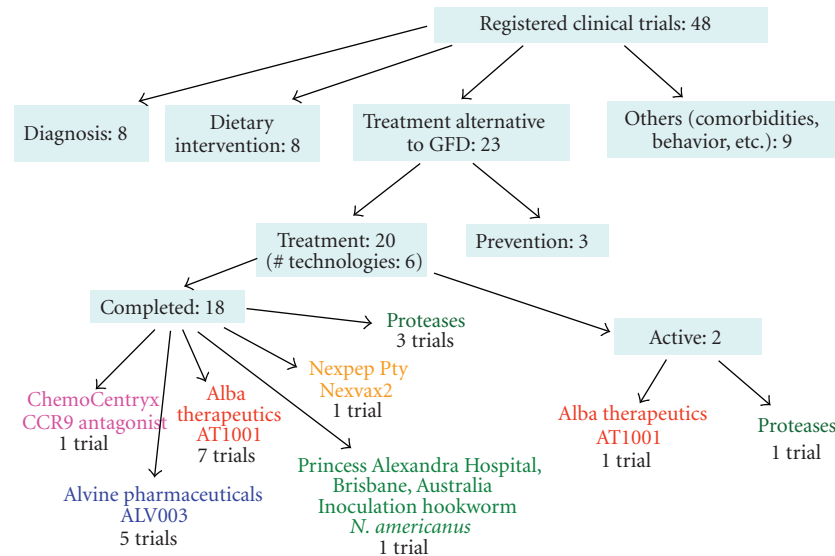 Registered clinical trials: 48
Diagnosis: 8
Dietary
intervention: 8
Treatment alternative
to GFD: 23
Others (comorbidities,
behavior, etc.): 9
Treatment: 20
(# technologies: 6)
Prevention: 3
Completed: 18
Active: 2
Proteases
3 trials
Nexpep Pty
Nexvax2
1 trial
ChemoCentryx
CCR9 antagonist
1 trial
Alba
therapeutics
AT1001
7 trials
Alvine pharmaceuticals
ALV003
5 trials
Princess Alexandra Hospital,
Brisbane, Australia
Inoculation hookworm
N. americanus
1 trial
Alba therapeutics
AT1001
1 trial
Proteases
1 trial